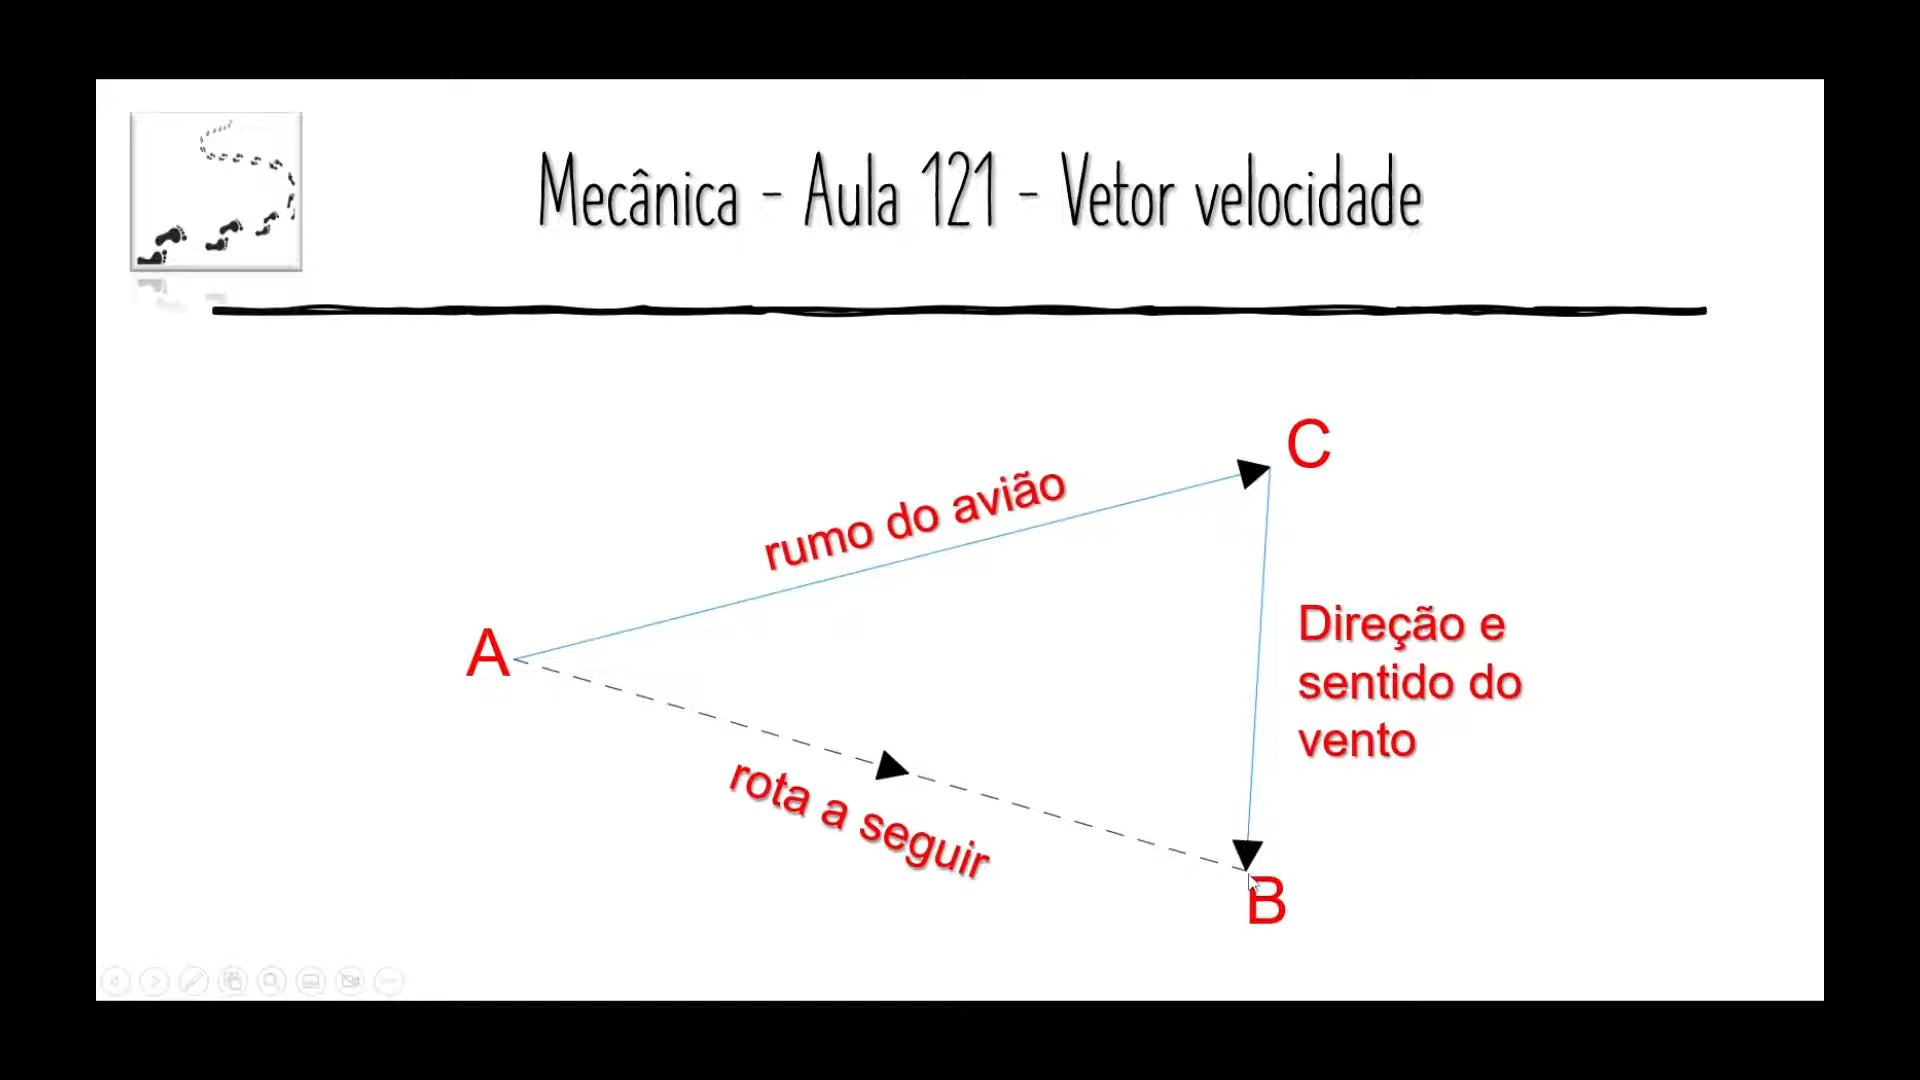 Mecânica - Aula 121 - Vetor velocidade
C
rumo do avião
Direção e
sentido do
vento
A
rota a seguir
B